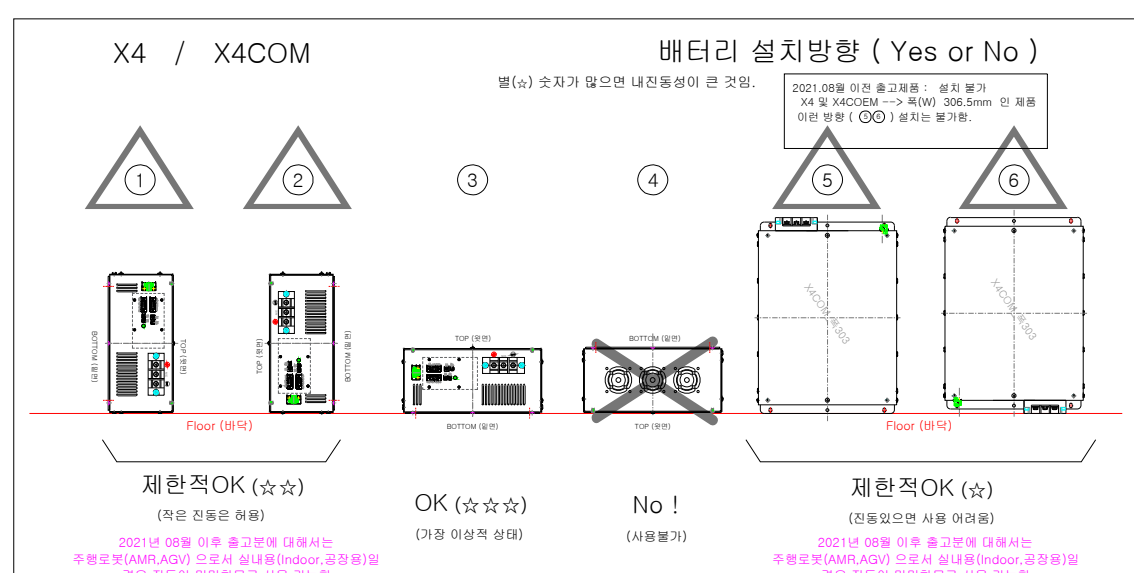 X4 / X4COM
배터리 설치방향 ( Yes or No )
별(☆) 숫자가 많으면 내진동성이 큰 것임.
2021.08월 이전 출고제품 : 설치 불가
X4 및 X4COEM --> 폭(W) 306.5mm 인 제품
이런 방향 ( ⑤⑥ ) 설치는 불가함.
① ② ③ ④ ⑤ ⑥
BOTTOM (밑면)
TOP (윗면)
TOP (윗면)
BOTTOM (밑면)
TOP (윗면)
BOTTOM (밑면)
BOTTOM (밑면)
TOP (윗면)
X4COM-폭303
X4COM-폭303
Floor (바닥)
Floor (바닥)
제한적OK (☆☆)
(작은 진동은 허용)
2021년 08월 이후 출고분에 대해서는
주행로봇(AMR,AGV) 으로서 실내용(Indoor,공장용)일
OK (☆☆☆)
(가장 이상적 상태)
No !
(사용불가)
제한적OK (☆)
(진동있으면 사용 어려움)
2021년 08월 이후 출고분에 대해서는
주행로봇(AMR,AGV) 으로서 실내용(Indoor,공장용)일